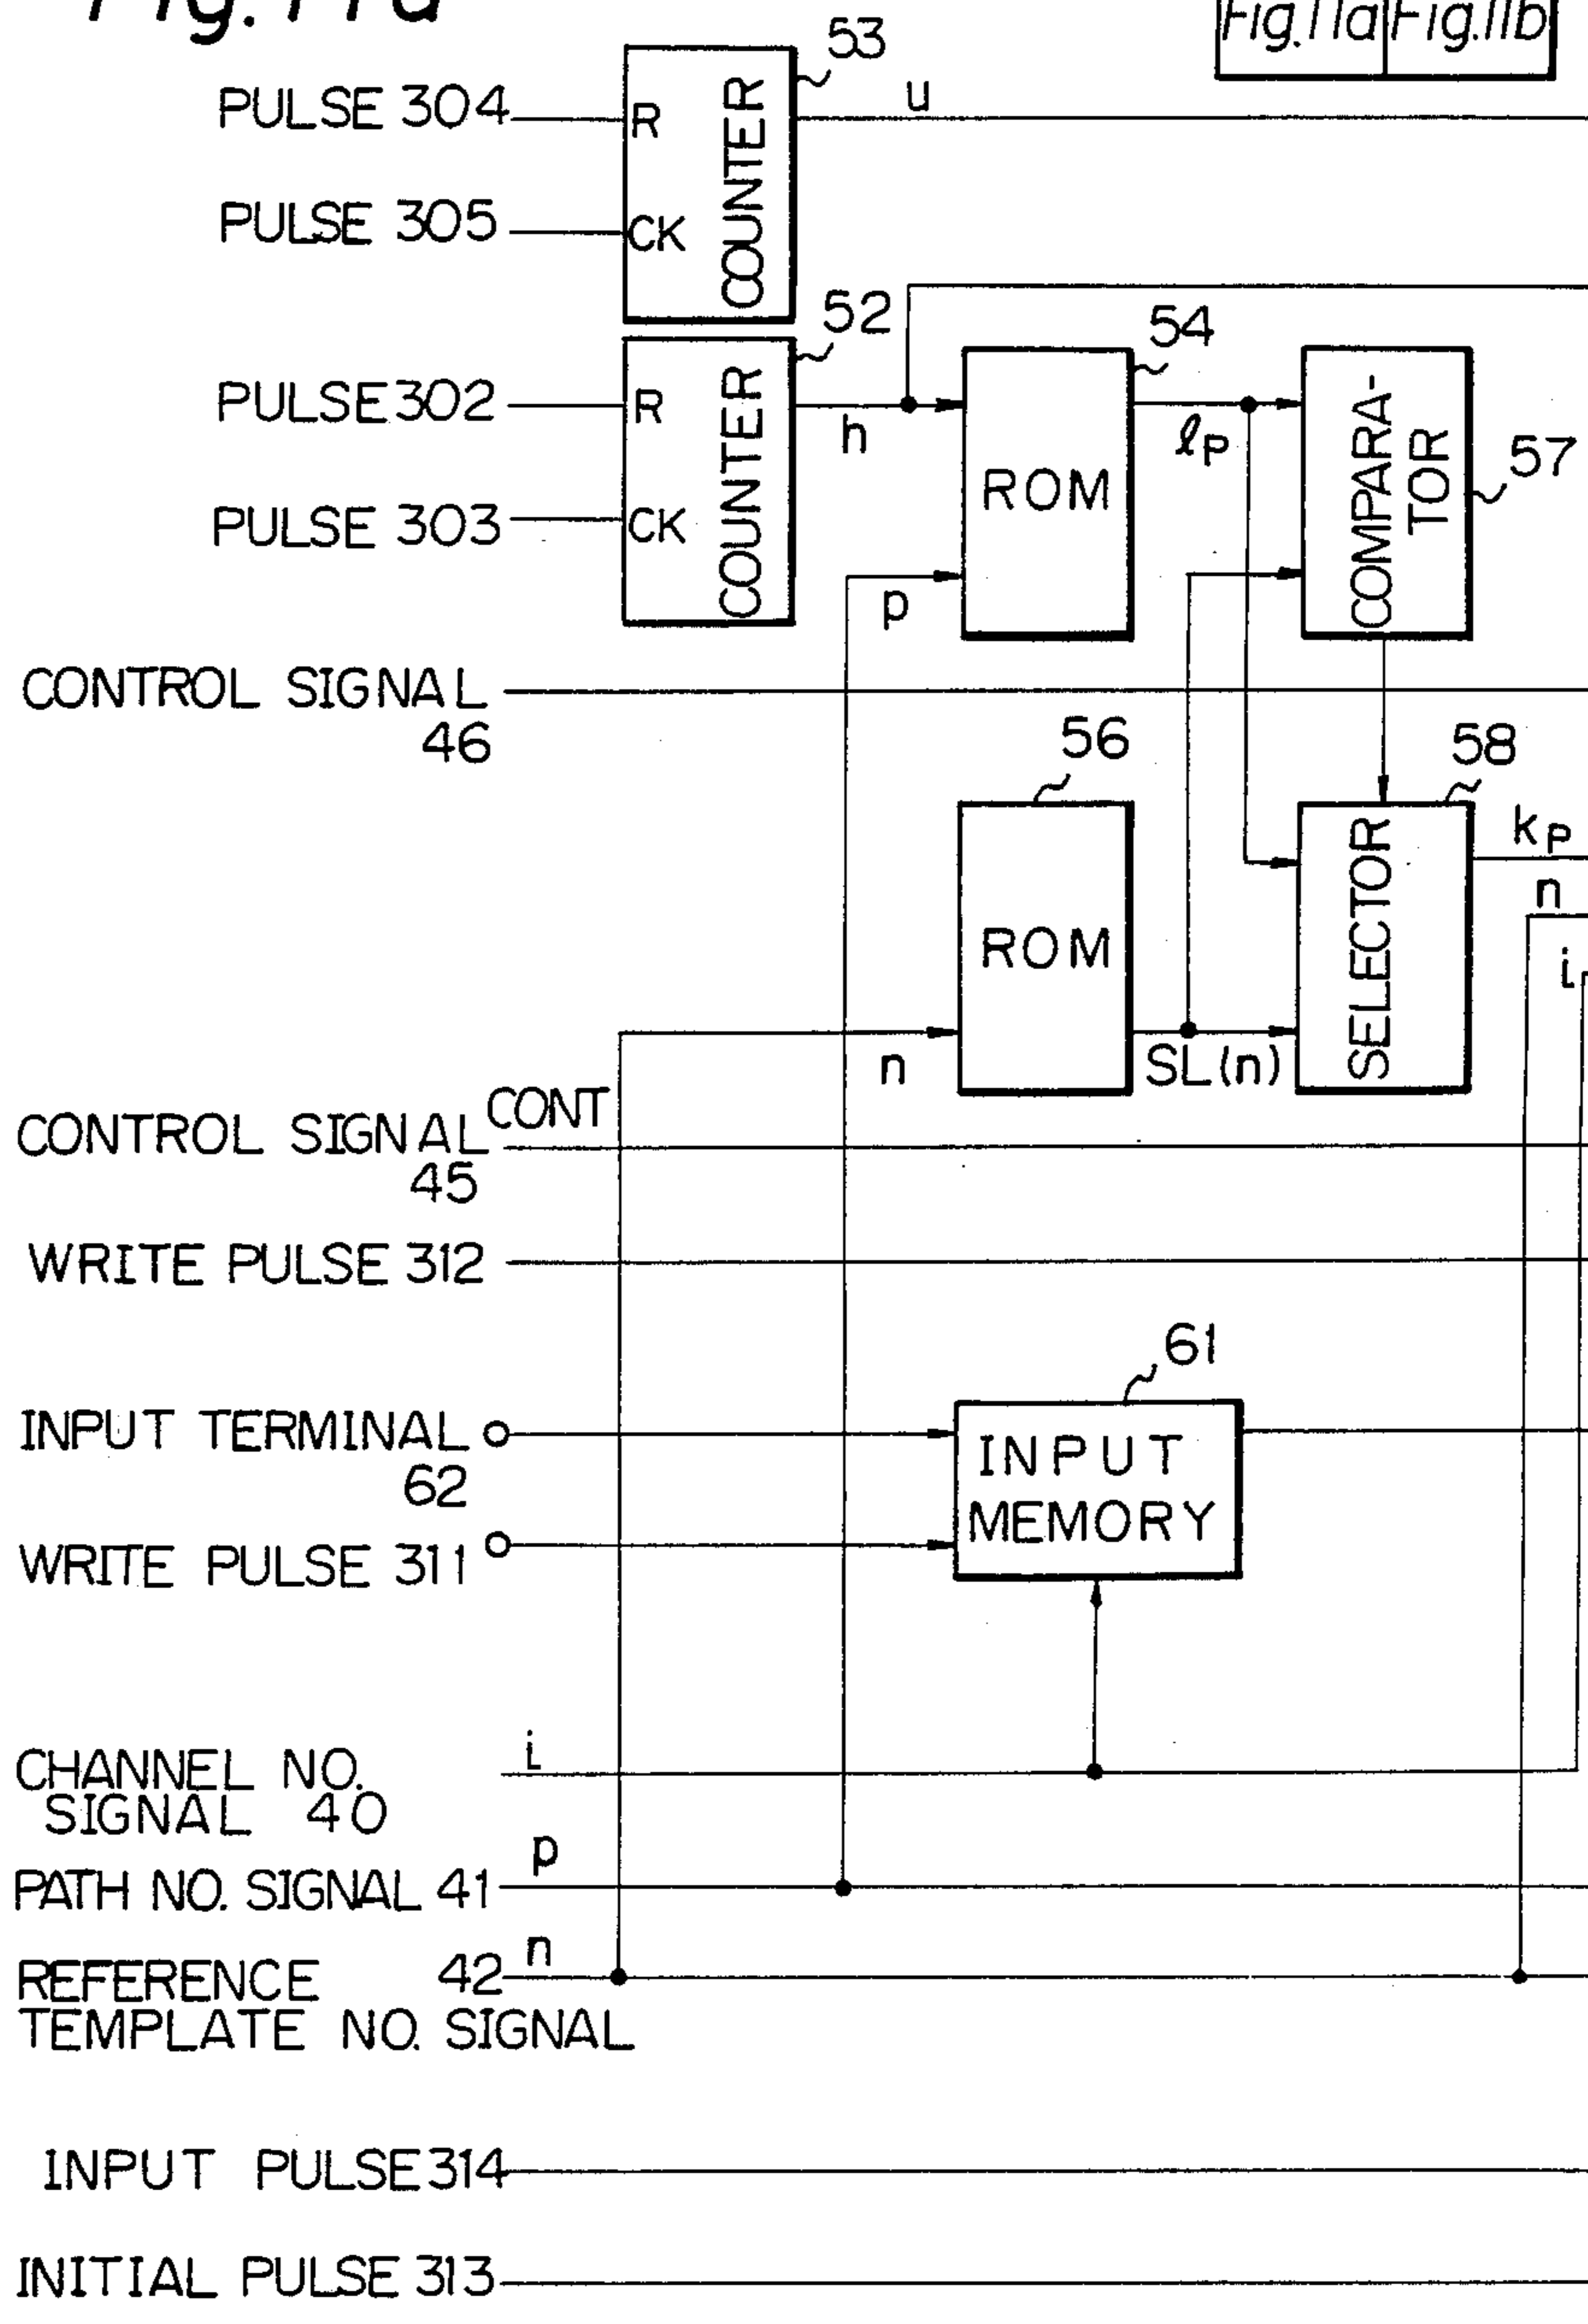 Fig. 11a
Fig.11a Fig.11b
53
PULSE 304
R
COUNTER
u
PULSE 305
CK
52
54
PULSE 302
R
COUNTER
h
ROM
ℓP
COMPARA-
TOR
57
PULSE 303
CK
p
CONTROL SIGNAL
46
56
58
ROM
SELECTOR
kP
n
i
n
SL(n)
CONT
CONTROL SIGNAL
45
WRITE PULSE 312
61
INPUT TERMINAL
62
INPUT
MEMORY
WRITE PULSE 311
CHANNEL NO.
SIGNAL 40
i
PATH NO. SIGNAL 41
p
REFERENCE 42
n
TEMPLATE NO. SIGNAL
INPUT PULSE 314
INITIAL PULSE 313